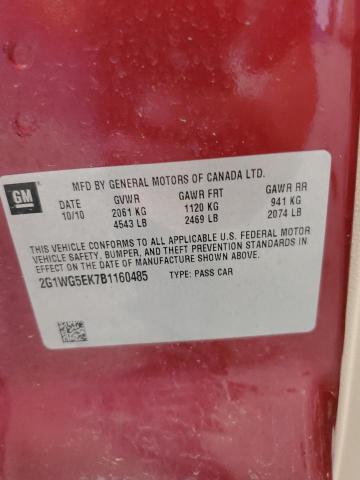 GM
MFD BY GENERAL MOTORS OF CANADA LTD.
DATE GVWR GAWR FRT GAWR RR
10/10 2061 KG 1120 KG 941 KG
4543 LB 2469 LB 2074 LB
THIS VEHICLE CONFORMS TO ALL APPLICABLE U.S. FEDERAL MOTOR
VEHICLE SAFETY, BUMPER, AND THEFT PREVENTION STANDARDS
IN EFFECT ON THE DATE OF MANUFACTURE SHOWN ABOVE.
2G1WG5EK7B1160485 TYPE: PASS CAR